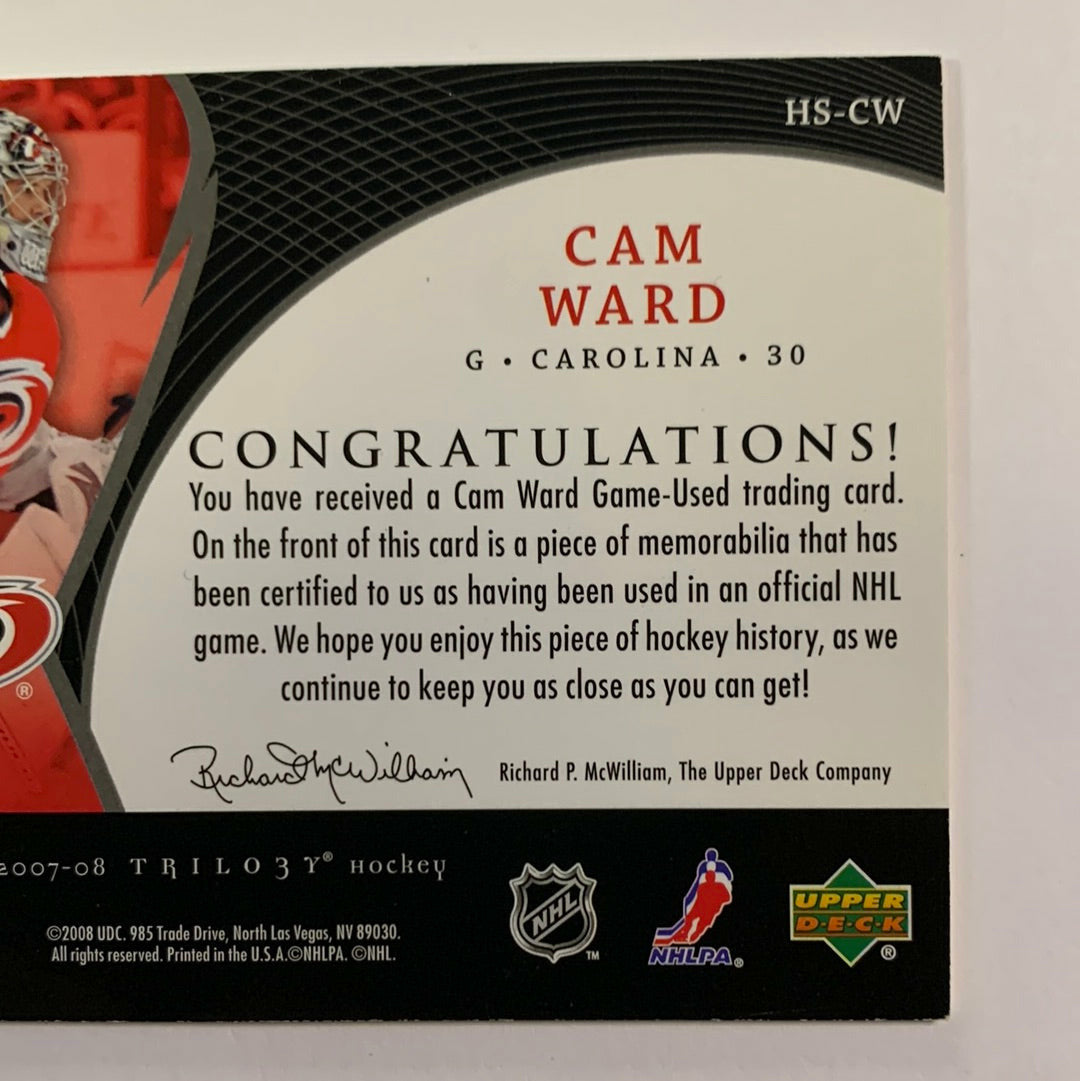 HS-CW
CAM
WARD
G • CAROLINA • 30
CONGRATULATIONS!
You have received a Cam Ward Game-Used trading card.
On the front of this card is a piece of memorabilia that has
been certified to us as having been used in an official NHL
game. We hope you enjoy this piece of hockey history, as we
continue to keep you as close as you can get!
Richard McWilliam
Richard P. McWilliam, The Upper Deck Company
®
2007-08 TRILO3Y® HOCKEY
©2008 UDC. 985 Trade Drive, North Las Vegas, NV 89030.
All rights reserved. Printed in the U.S.A.©NHLPA. ©NHL.
NHL
TM
NHLPA®
UPPER
D·E·C·K
®